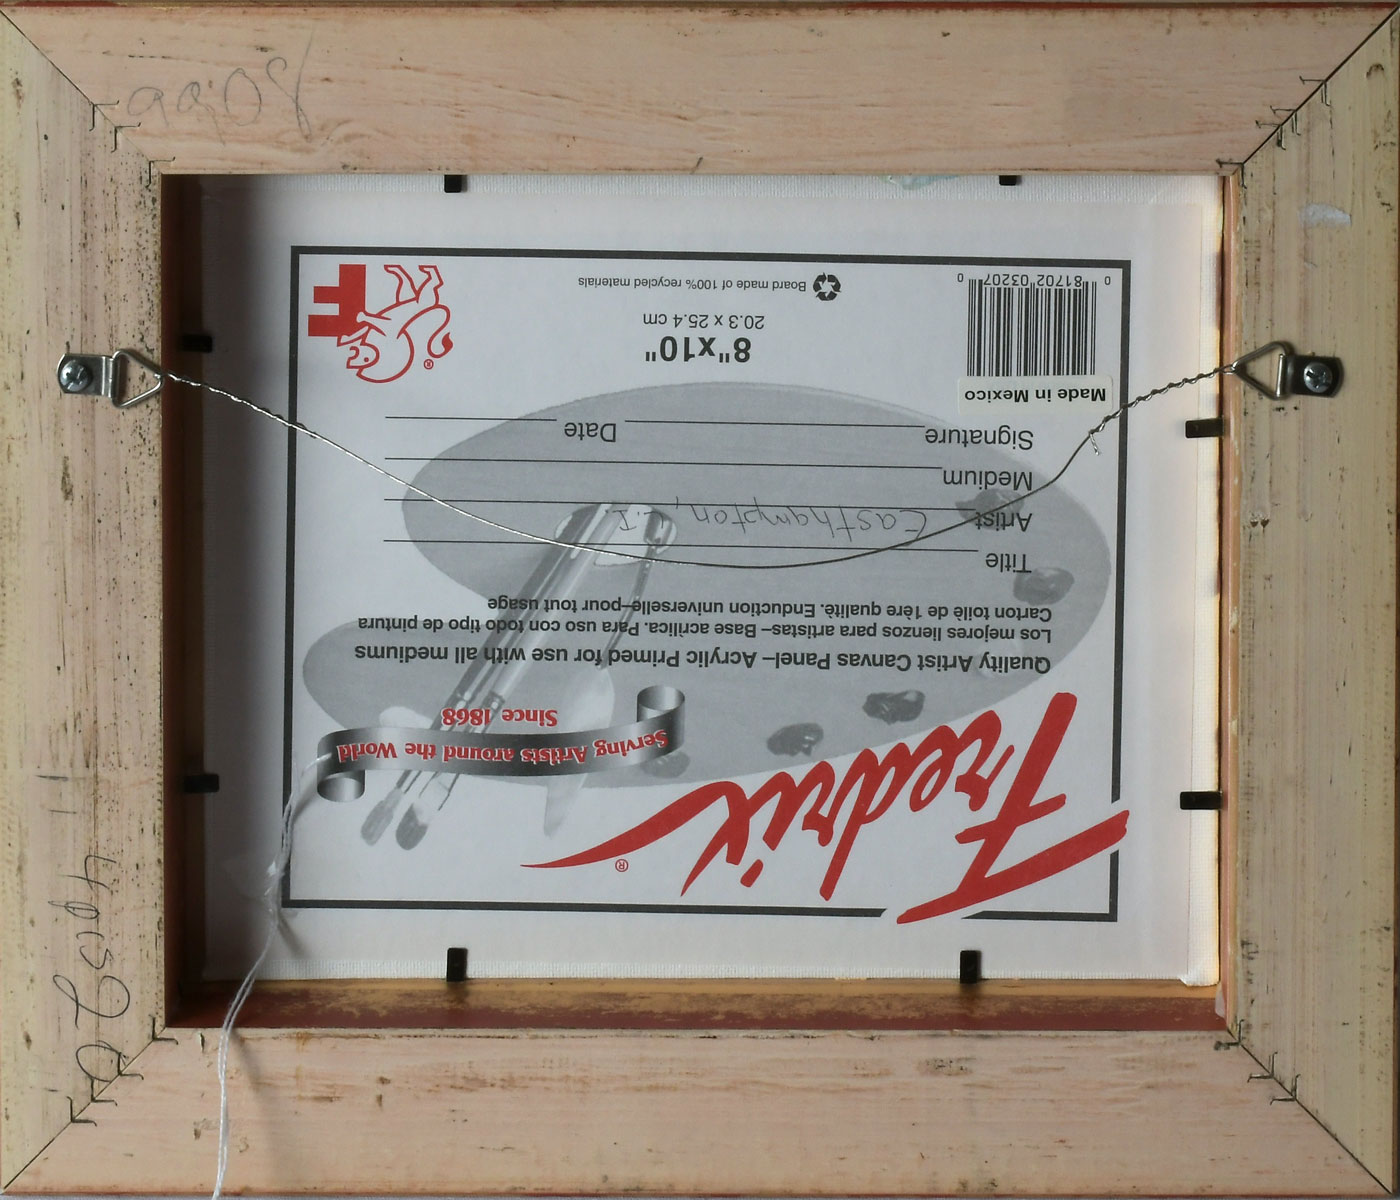 Fredrix®
Serving Artists around the World
Since 1868
Quality Artist Canvas Panel– Acrylic Primed for use with all mediums
Los mejores lienzos para artistas– Base acrilica. Para uso con todo tipo de pintura
Carton toilè de 1ère qualité. Enduction universelle–pour tout usage
Title
Artist Easthampton, L.I.
Medium
Signature Date
Made in Mexico
8"x10"
20.3 x 25.4 cm
Board made of 100% recycled materials
0 81702 03207 0
F
®